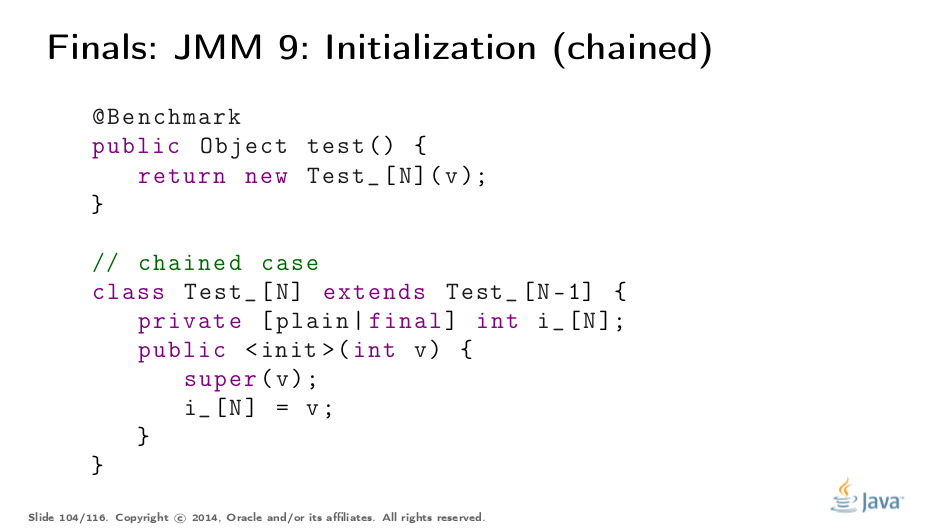 Finals: JMM 9: Initialization (chained)
@Benchmark
public Object test() {
return new Test_[N](v);
}
// chained case
class Test_[N] extends Test_[N-1] {
private [plain|final] int i_[N];
public <init>(int v) {
super(v);
i_[N] = v;
}
}
Slide 104/116. Copyright © 2014, Oracle and/or its affiliates. All rights reserved.
Java™